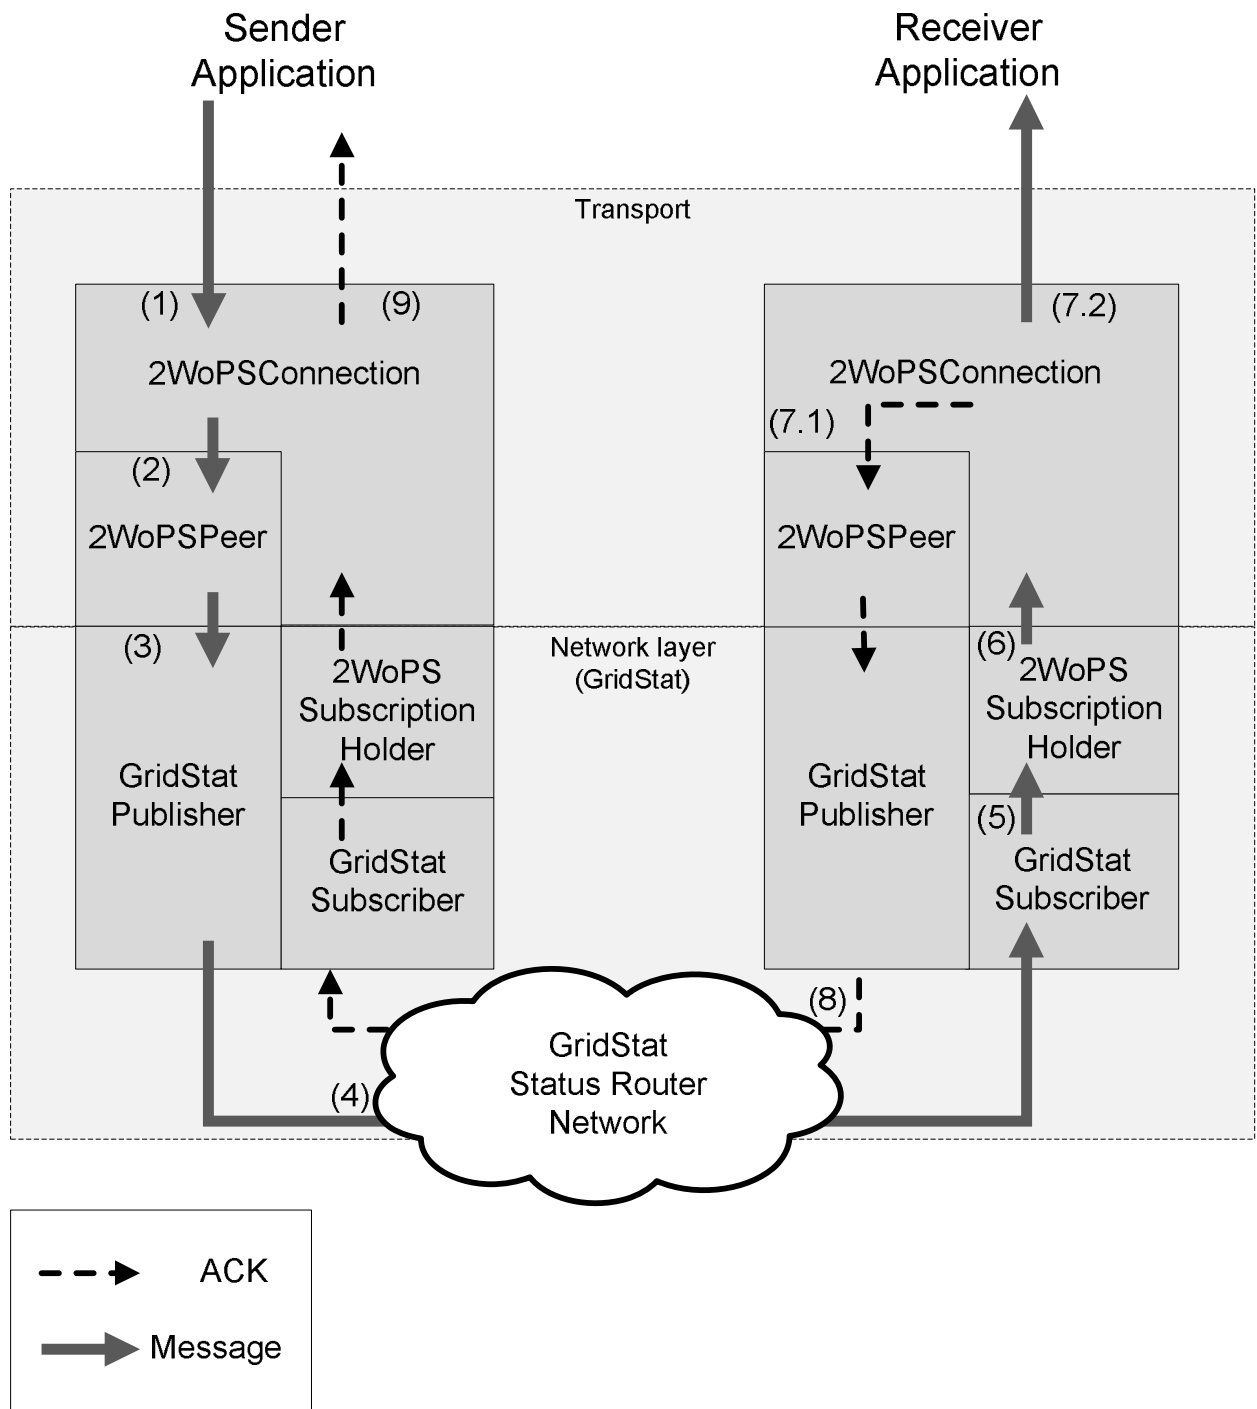 Sender
Application
Receiver
Application
Transport
(1)
(9)
2WoPSConnection
(2)
2WoPSPeer
(3)
2WoPS
Subscription
Holder
GridStat
Publisher
GridStat
Subscriber
Network layer
(GridStat)
(7.2)
2WoPSConnection
(7.1)
2WoPSPeer
(6)
2WoPS
Subscription
Holder
GridStat
Publisher
(5)
GridStat
Subscriber
(4)
GridStat
Status Router
Network
(8)
ACK
Message